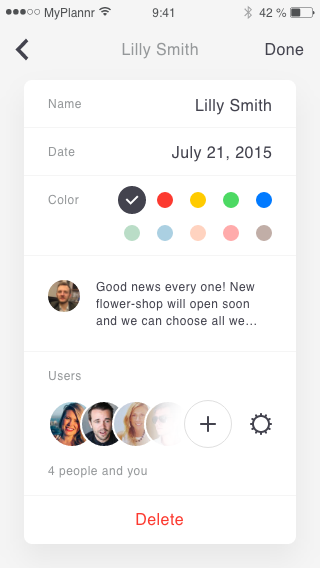 MyPlannr 9:41 42 %
Lilly Smith Done
Name Lilly Smith
Date July 21, 2015
Color
Good news every one! New
flower-shop will open soon
and we can choose all we...
Users
4 people and you
Delete